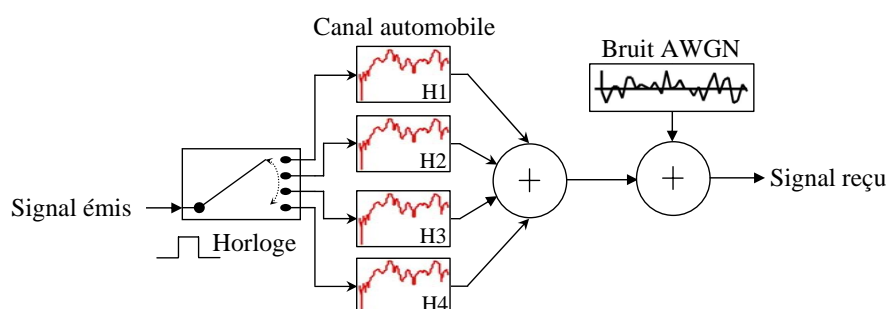 Canal automobile
Bruit AWGN
H1
H2
Signal émis
Signal reçu
Horloge
H3
H4